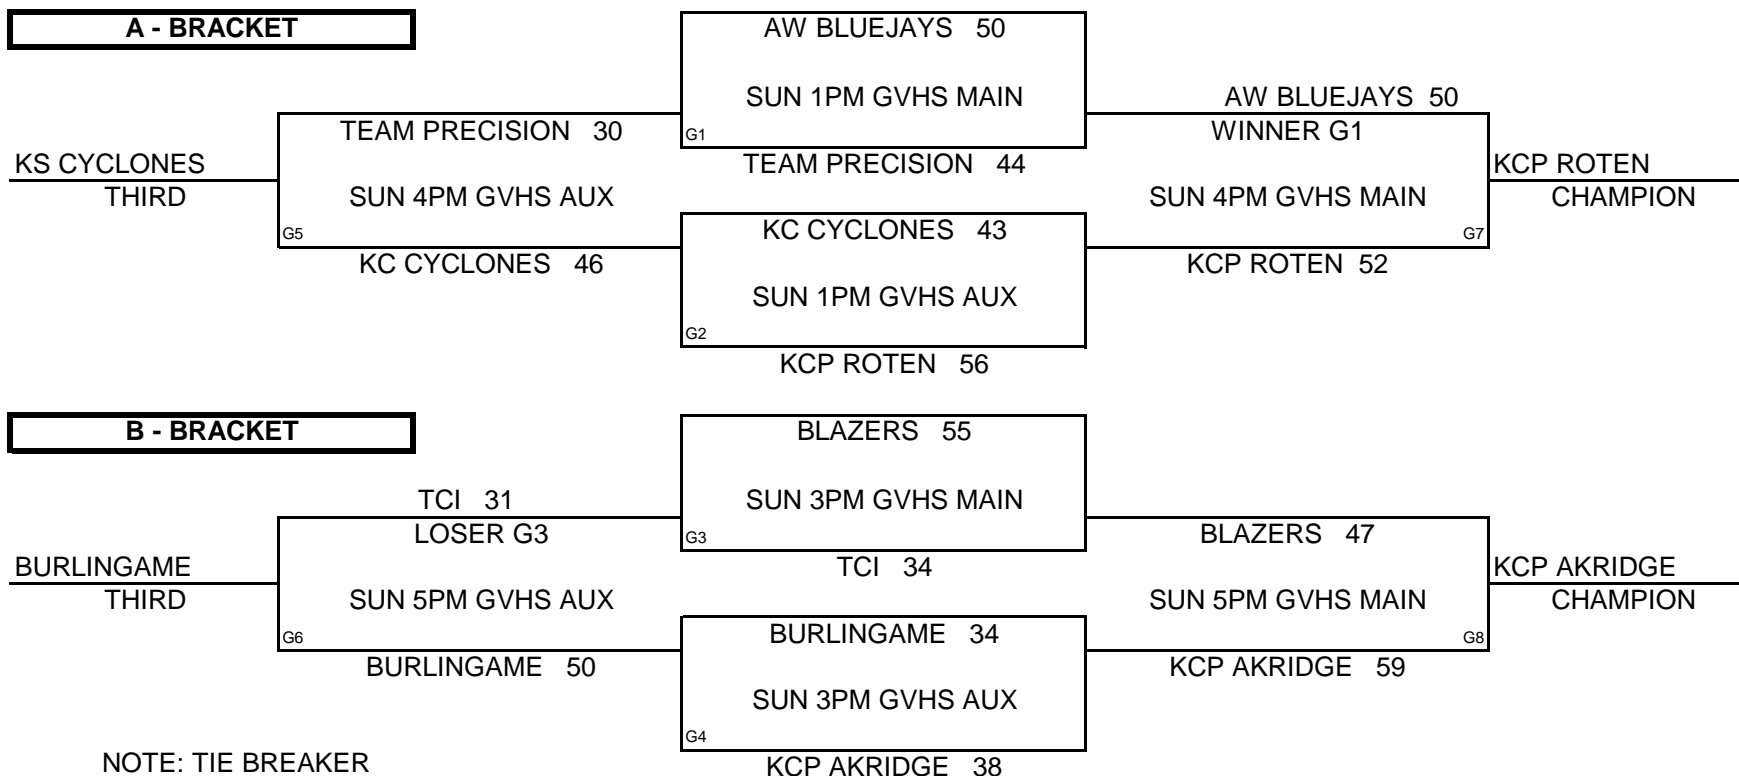 A - BRACKET
AW BLUEJAYS 50
SUN 1PM GVHS MAIN
AW BLUEJAYS 50
TEAM PRECISION 30
G1
WINNER G1
KS CYCLONES
TEAM PRECISION 44
KCP ROTEN
THIRD
SUN 4PM GVHS AUX
SUN 4PM GVHS MAIN
CHAMPION
G5
KC CYCLONES 43
G7
KC CYCLONES 46
KCP ROTEN 52
SUN 1PM GVHS AUX
G2
KCP ROTEN 56
B - BRACKET
BLAZERS 55
TCI 31
SUN 3PM GVHS MAIN
LOSER G3
G3
BLAZERS 47
BURLINGAME
TCI 34
KCP AKRIDGE
THIRD
SUN 5PM GVHS AUX
SUN 5PM GVHS MAIN
CHAMPION
G6
BURLINGAME 34
G8
BURLINGAME 50
KCP AKRIDGE 59
SUN 3PM GVHS AUX
G4
NOTE: TIE BREAKER
KCP AKRIDGE 38